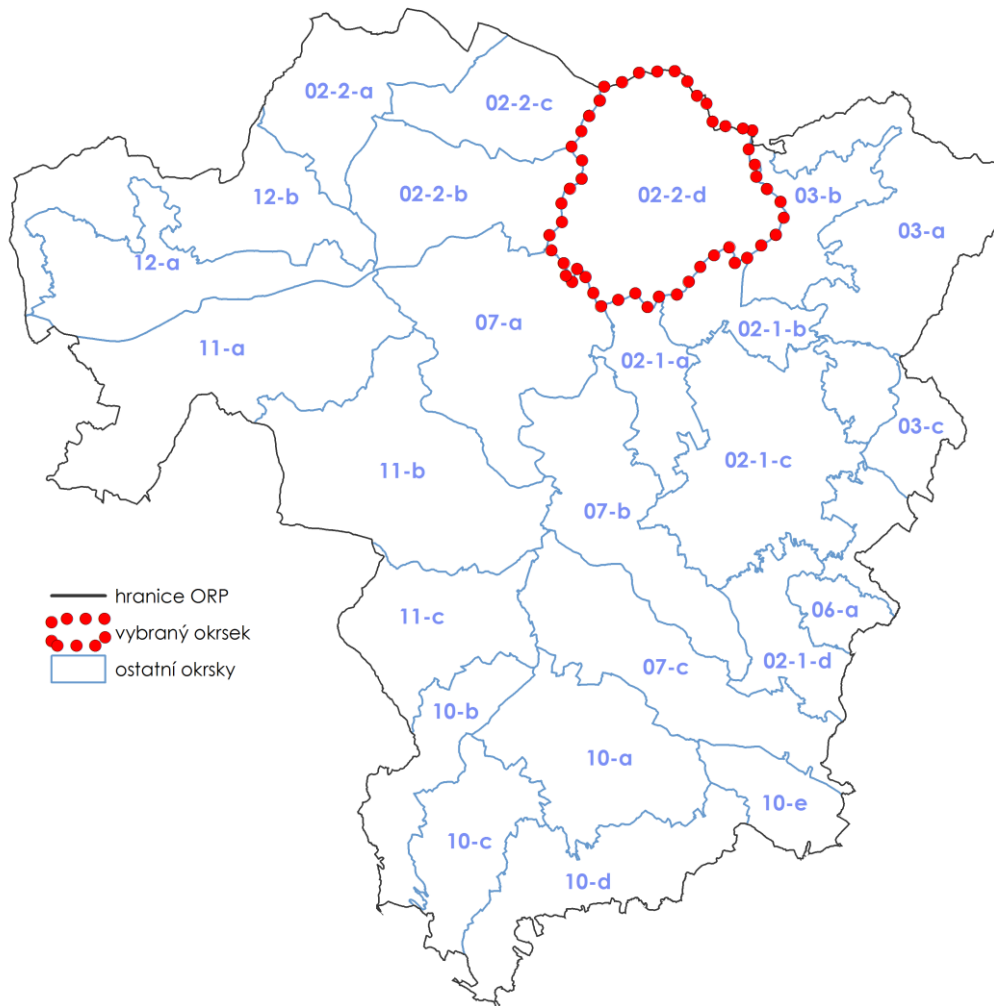 02-2-a
02-2-c
12-b
02-2-b
02-2-d
03-b
03-a
12-a
07-a
02-1-b
11-a
02-1-a
03-c
11-b
02-1-c
07-b
hranice ORP
vybraný okrsek
ostatní okrsky
11-c
06-a
07-c
02-1-d
10-b
10-a
10-e
10-c
10-d